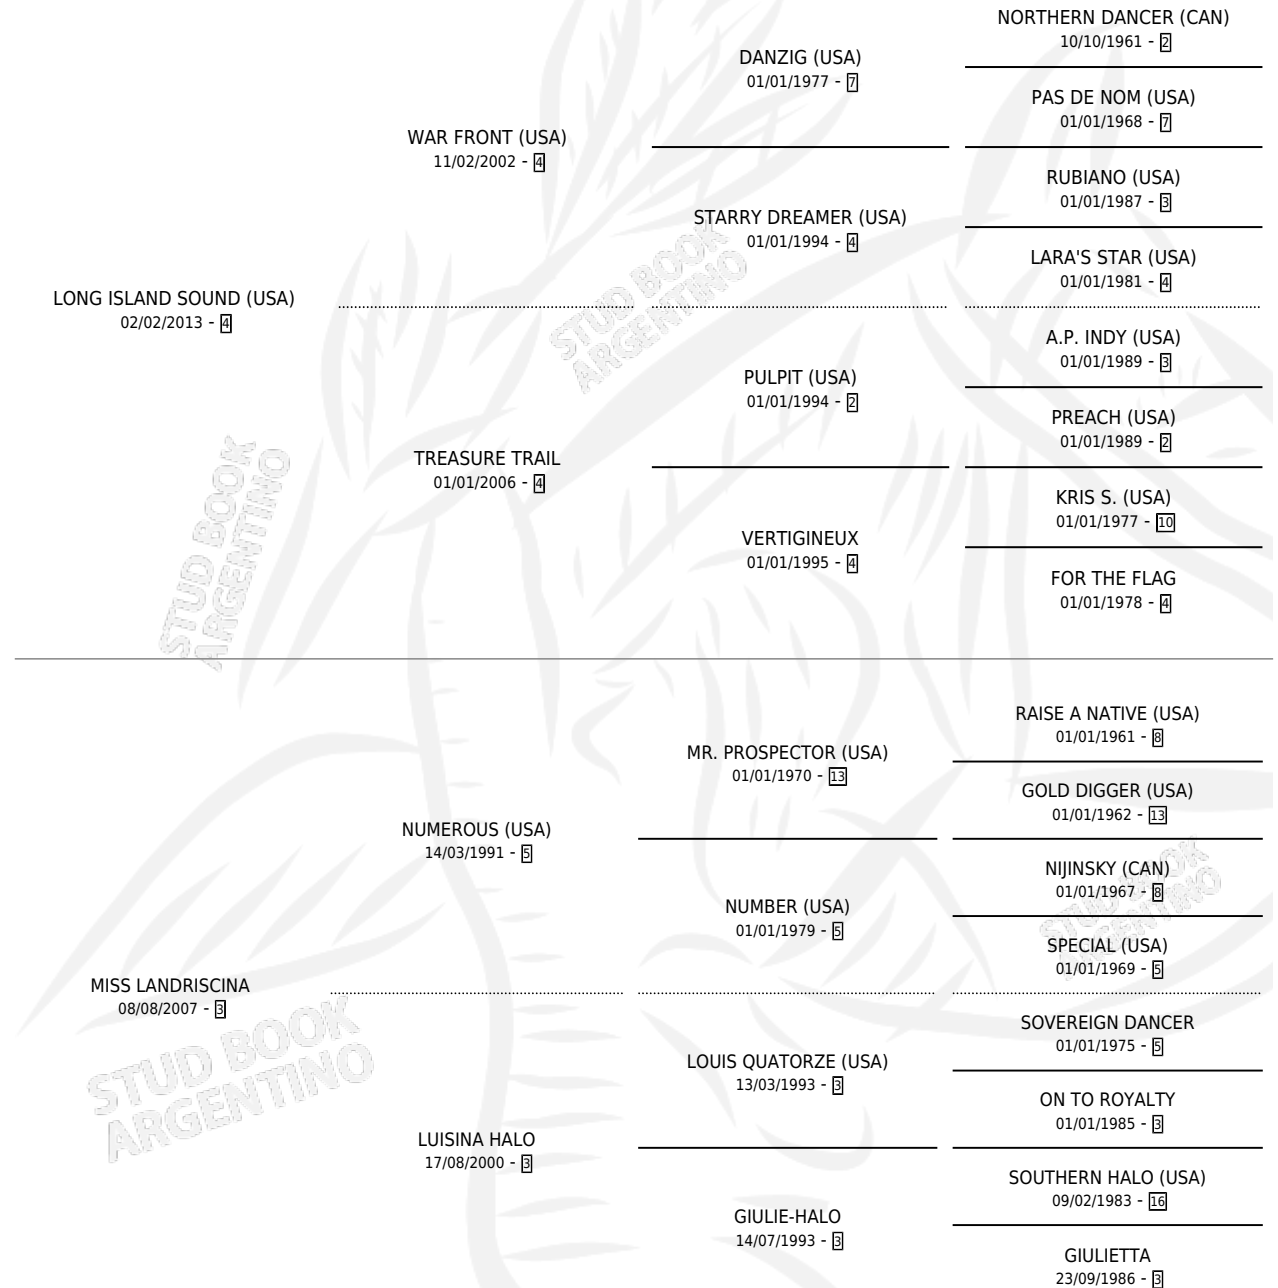 NORTHERN DANCER (CAN)
10/10/1961 - 2
DANZIG (USA)
01/01/1977 - 7
PAS DE NOM (USA)
01/01/1968 - 7
WAR FRONT (USA)
11/02/2002 - 4
RUBIANO (USA)
01/01/1987 - 3
STARRY DREAMER (USA)
01/01/1994 - 4
LARA'S STAR (USA)
01/01/1981 - 4
LONG ISLAND SOUND (USA)
02/02/2013 - 4
A.P. INDY (USA)
01/01/1989 - 3
PULPIT (USA)
01/01/1994 - 2
PREACH (USA)
01/01/1989 - 2
TREASURE TRAIL
01/01/2006 - 4
KRIS S. (USA)
01/01/1977 - 10
VERTIGINEUX
01/01/1995 - 4
FOR THE FLAG
01/01/1978 - 4
RAISE A NATIVE (USA)
01/01/1961 - 8
MR. PROSPECTOR (USA)
01/01/1970 - 13
GOLD DIGGER (USA)
01/01/1962 - 13
NUMEROUS (USA)
14/03/1991 - 5
NIJINSKY (CAN)
01/01/1967 - 8
NUMBER (USA)
01/01/1979 - 5
SPECIAL (USA)
01/01/1969 - 5
MISS LANDRISCINA
08/08/2007 - 3
SOVEREIGN DANCER
01/01/1975 - 5
LOUIS QUATORZE (USA)
13/03/1993 - 3
ON TO ROYALTY
01/01/1985 - 3
LUISINA HALO
17/08/2000 - 3
SOUTHERN HALO (USA)
09/02/1983 - 16
GIULIE-HALO
14/07/1993 - 3
GIULIETTA
23/09/1986 - 3
STUD BOOK
ARGENTINO
STUD BOOK
ARGENTINO
STUD BOOK
ARGENTINO
STUD BOOK
ARGENTINO